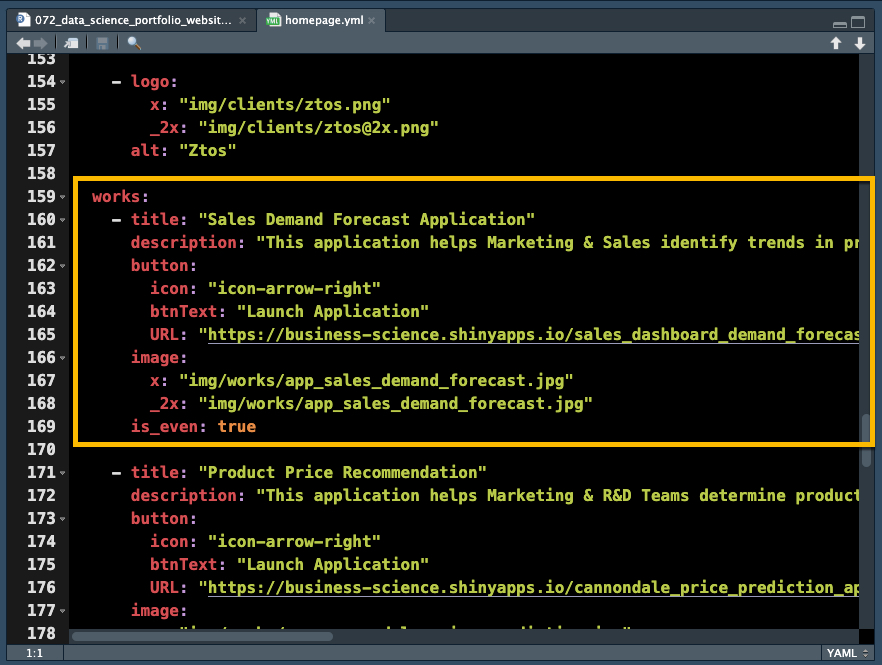 072_data_science_portfolio_websit... × homepage.yml ×
153
154 - logo:
155 x: "img/clients/ztos.png"
156 _2x: "img/clients/ztos@2x.png"
157 alt: "Ztos"
158
159 works:
160 - title: "Sales Demand Forecast Application"
161 description: "This application helps Marketing & Sales identify trends in pr
162 button:
163 icon: "icon-arrow-right"
164 btnText: "Launch Application"
165 URL: "https://business-science.shinyapps.io/sales_dashboard_demand_forecas
166 image:
167 x: "img/works/app_sales_demand_forecast.jpg"
168 _2x: "img/works/app_sales_demand_forecast.jpg"
169 is_even: true
170
171 - title: "Product Price Recommendation"
172 description: "This application helps Marketing & R&D Teams determine product
173 button:
174 icon: "icon-arrow-right"
175 btnText: "Launch Application"
176 URL: "https://business-science.shinyapps.io/cannondale_price_prediction_ap
177 image:
178
1:1 YAML